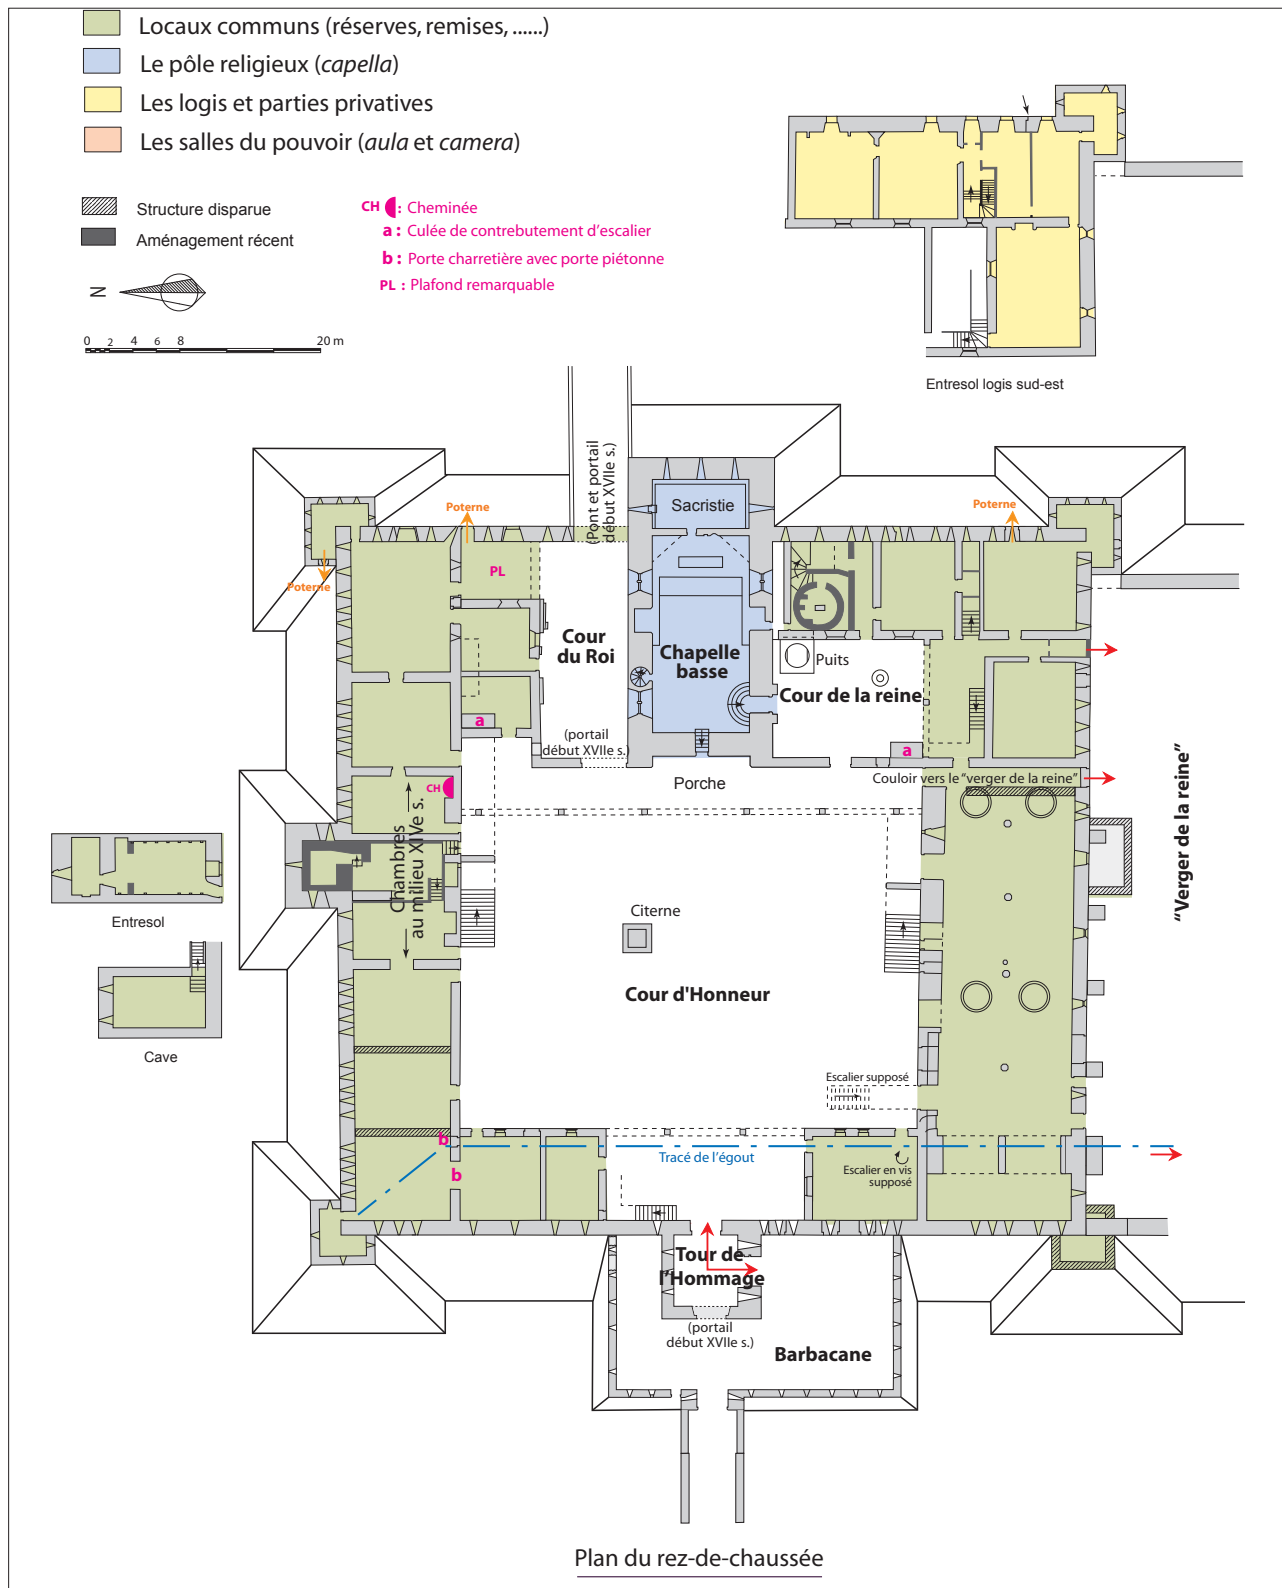 Locaux communs (réserves, remises, ......)
Le pôle religieux (capella)
Les logis et parties privatives
Les salles du pouvoir (aula et camera)
Structure disparue
Aménagement récent
CH : Cheminée
a : Culée de contrebutement d'escalier
b : Porte charretière avec porte piétonne
PL : Plafond remarquable
N
0 2 4 6 8 20 m
Entresol logis sud-est
(Pont et portail
début XVIIe s.)
Sacristie
Poterne
Poterne
Poterne
PL
Cour
du Roi
Chapelle
basse
Puits
Cour de la reine
a
a
(portail
début XVIIe s.)
Porche
Couloir vers le "verger de la reine"
"Verger de la reine"
CH
Chambres
au milieu XIVe s.
Entresol
Citerne
Cour d'Honneur
Cave
Escalier supposé
b
b
Tracé de l'égout
Escalier en vis
supposé
Tour de
l'Hommage
(portail
début XVIIe s.)
Barbacane
Plan du rez-de-chaussée